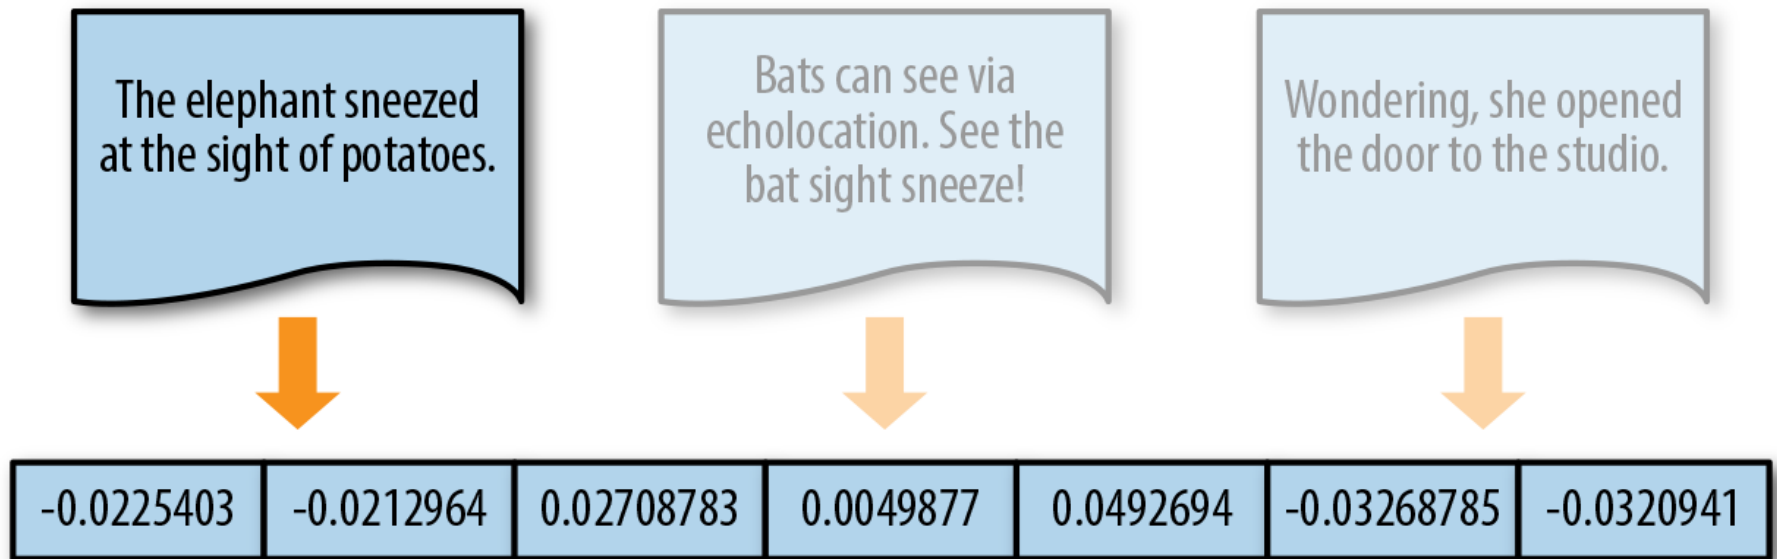 The elephant sneezed
at the sight of potatoes.
Bats can see via
echolocation. See the
bat sight sneeze!
Wondering, she opened
the door to the studio.
-0.0225403 -0.0212964 0.02708783 0.0049877 0.0492694 -0.03268785 -0.0320941